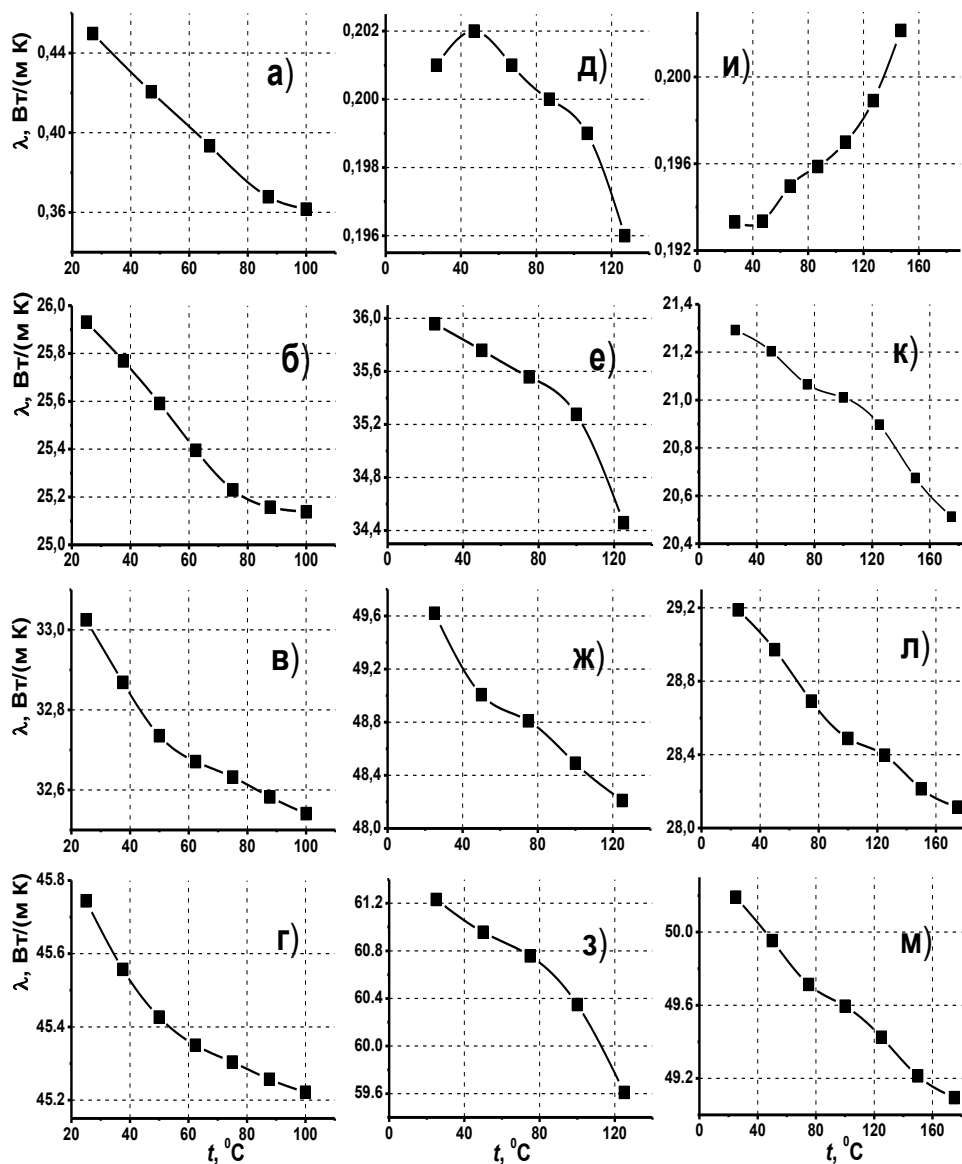 λ, Вт/(м К)
0,44
0,40
0,36
а)
20 40 60 80 100
0,202
0,200
0,198
0,196
д)
0 40 80 120
0,200
0,196
0,192
и)
0 40 80 120 160
λ, Вт/(м К)
26,0
25,8
25,6
25,4
25,2
25,0
б)
20 40 60 80 100
36,0
35,6
35,2
34,8
34,4
е)
0 40 80 120
21,4
21,2
21,0
20,8
20,6
20,4
к)
0 40 80 120 160
λ, Вт/(м К)
33,0
32,8
32,6
в)
20 40 60 80 100
49,6
49,2
48,8
48,4
48,0
ж)
0 40 80 120
29,2
28,8
28,4
28,0
л)
0 40 80 120 160
λ, Вт/(м К)
45,8
45,6
45,4
45,2
г)
20 40 60 80 100
t, ⁰C
61,2
60,8
60,4
60,0
59,6
з)
0 40 80 120
t, ⁰C
50,0
49,6
49,2
м)
0 40 80 120 160
t, ⁰C